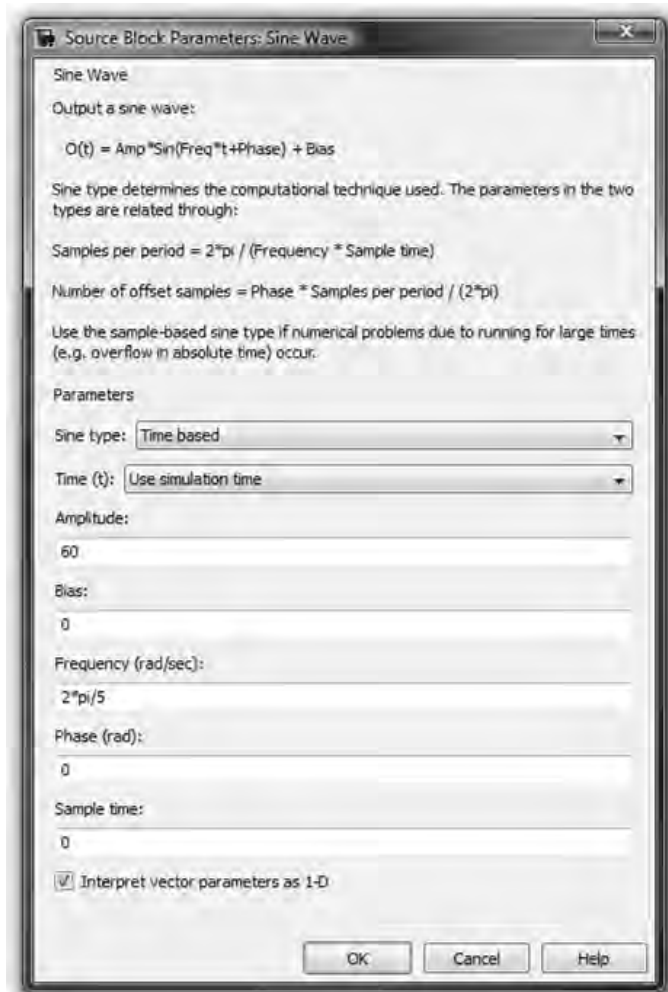 Source Block Parameters: Sine Wave
Sine Wave
Output a sine wave:
O(t) = Amp*Sin(Freq*t+Phase) + Bias
Sine type determines the computational technique used. The parameters in the two
types are related through:
Samples per period = 2*pi / (Frequency * Sample time)
Number of offset samples = Phase * Samples per period / (2*pi)
Use the sample-based sine type if numerical problems due to running for large times
(e.g. overflow in absolute time) occur.
Parameters
Sine type: Time based
Time (t): Use simulation time
Amplitude:
60
Bias:
0
Frequency (rad/sec):
2*pi/5
Phase (rad):
0
Sample time:
0
Interpret vector parameters as 1-D
OK Cancel Help